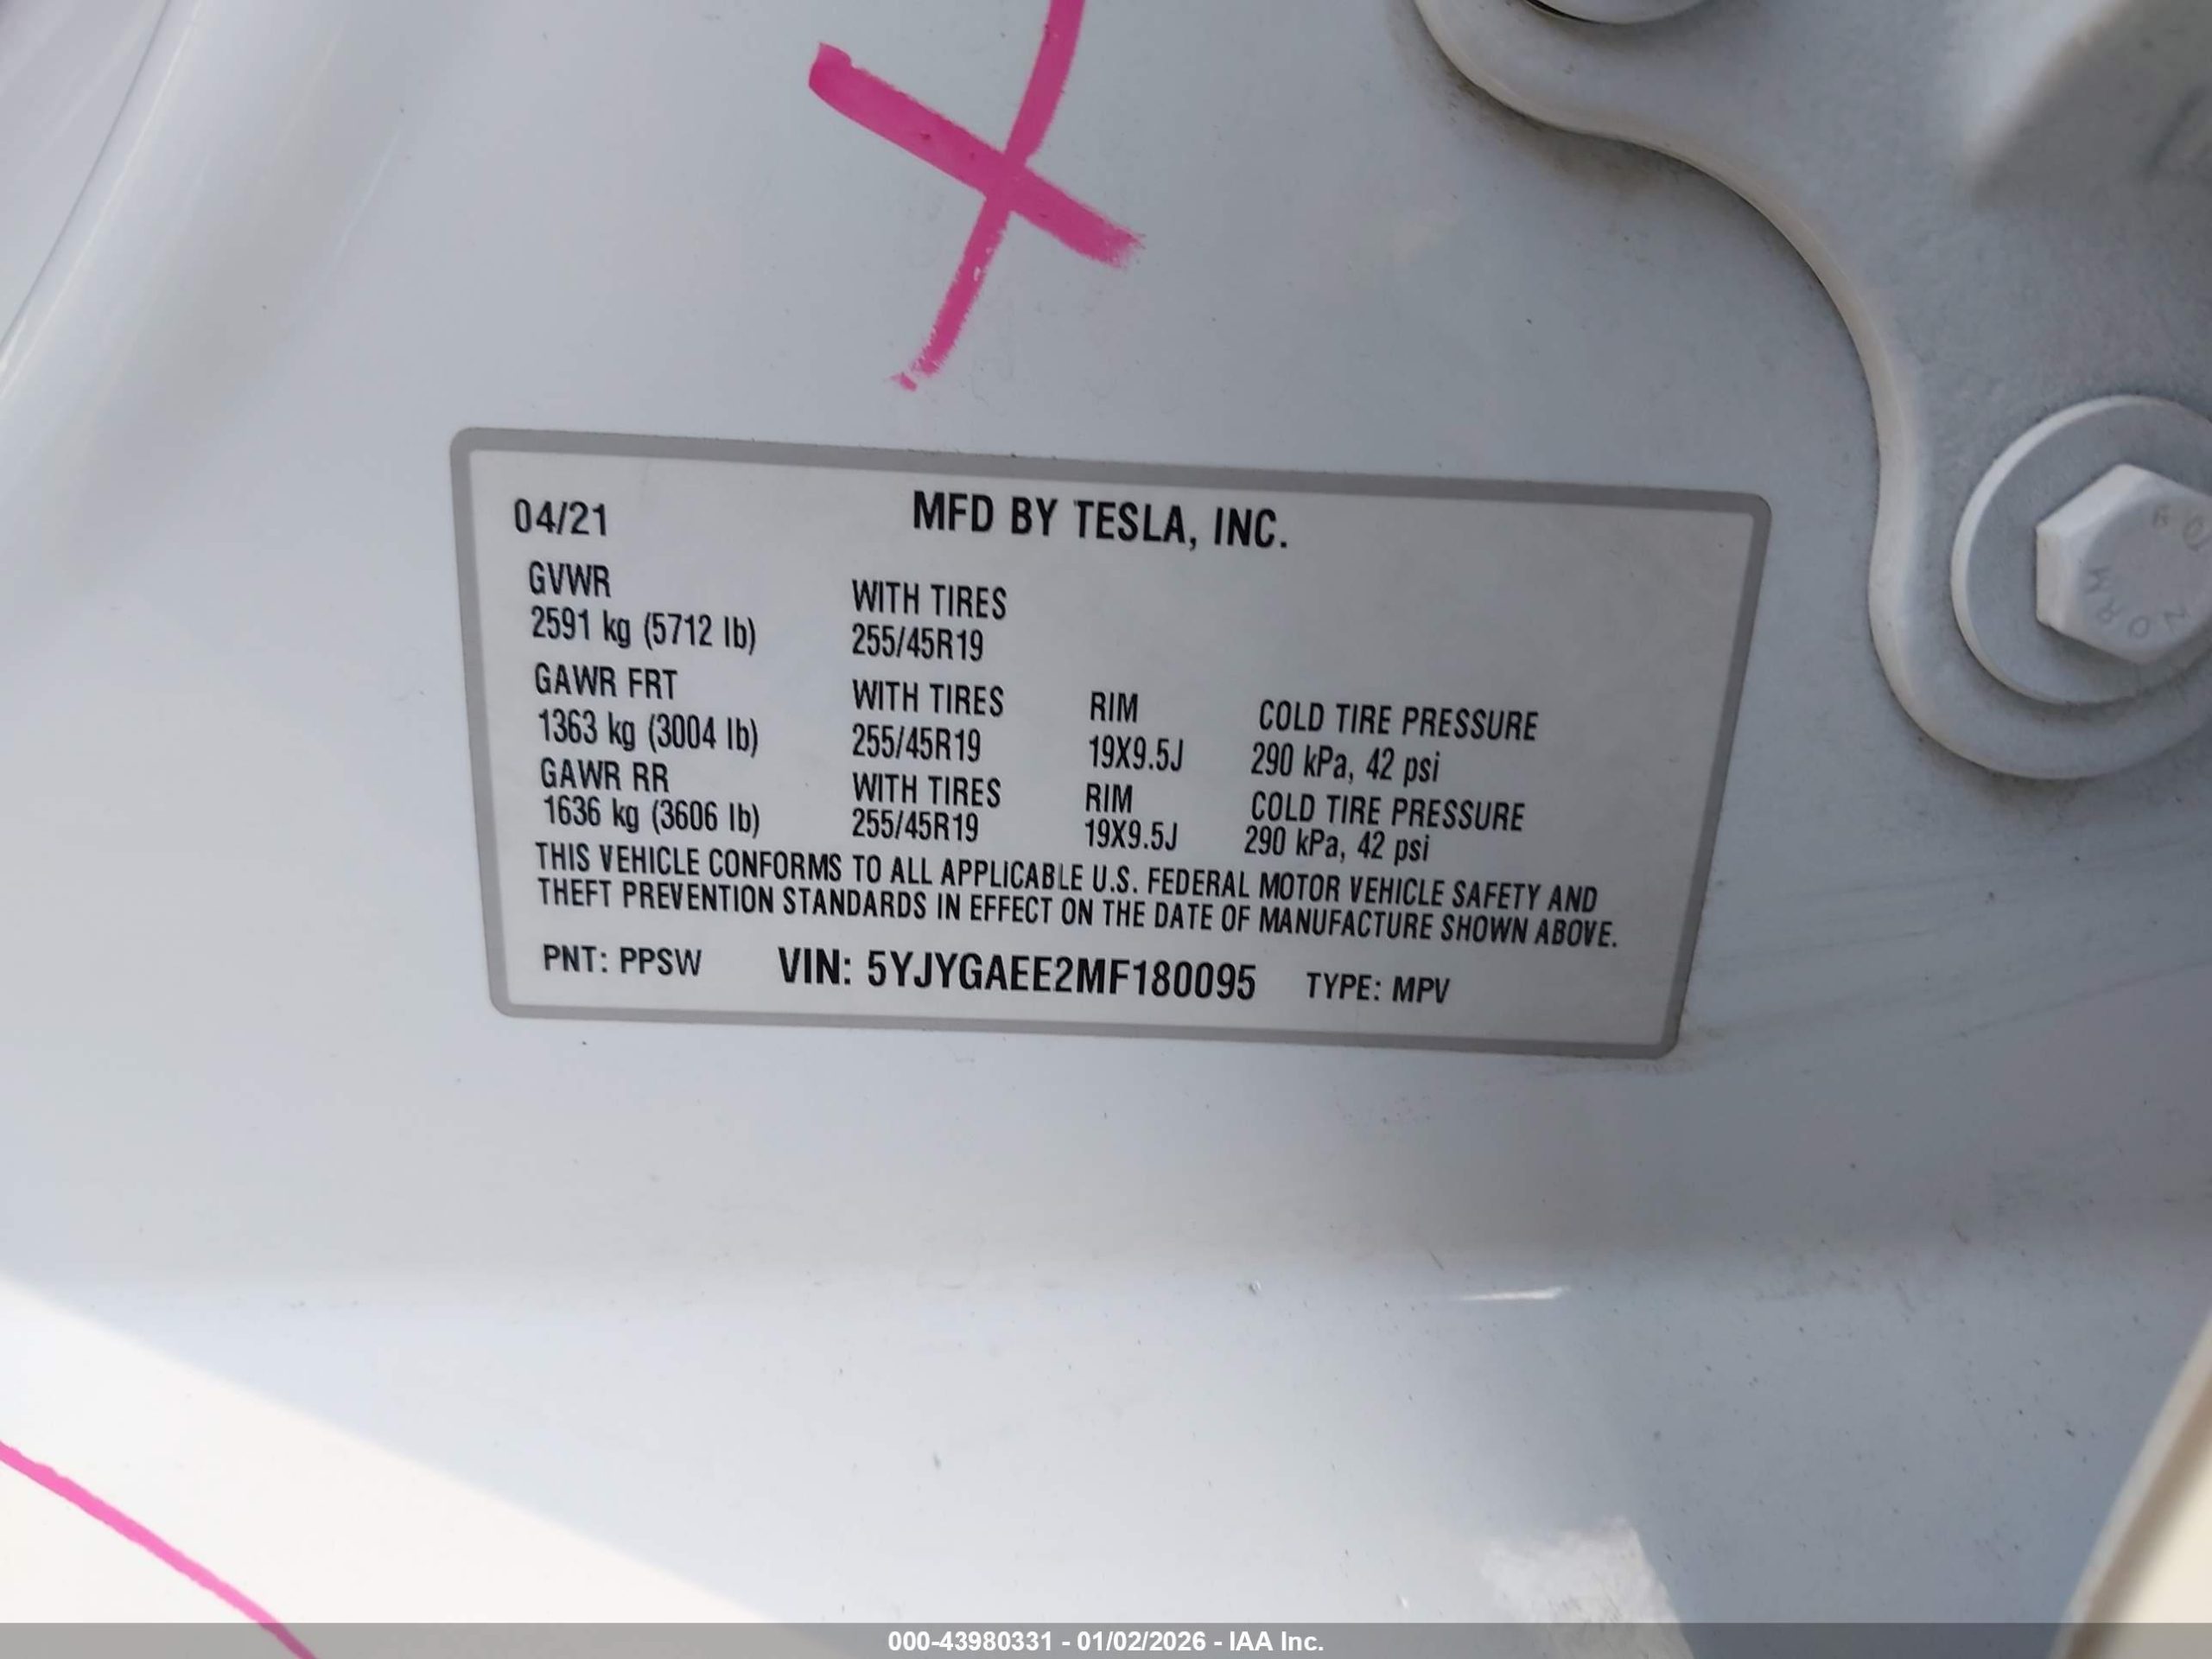 04/21 MFD BY TESLA, INC.
GVWR WITH TIRES
2591 kg (5712 lb) 255/45R19
GAWR FRT WITH TIRES RIM COLD TIRE PRESSURE
1363 kg (3004 lb) 255/45R19 19X9.5J 290 kPa, 42 psi
GAWR RR WITH TIRES RIM COLD TIRE PRESSURE
1636 kg (3606 lb) 255/45R19 19X9.5J 290 kPa, 42 psi
THIS VEHICLE CONFORMS TO ALL APPLICABLE U.S. FEDERAL MOTOR VEHICLE SAFETY AND
THEFT PREVENTION STANDARDS IN EFFECT ON THE DATE OF MANUFACTURE SHOWN ABOVE.
PNT: PPSW VIN: 5YJYGAEE2MF180095 TYPE: MPV
000-43980331 - 01/02/2026 - IAA Inc.